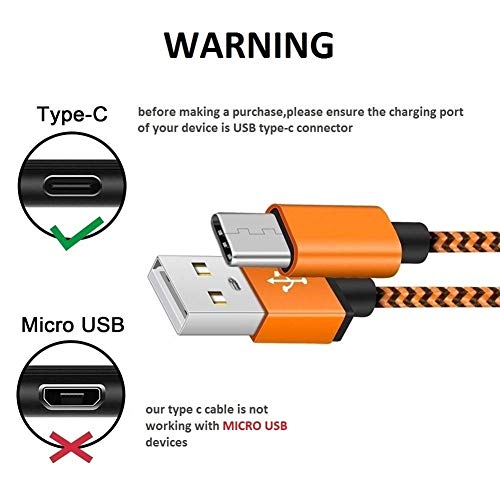 WARNING
Type-C
before making a purchase,please ensure the charging port
of your device is USB type-c connector
Micro USB
our type c cable is not
working with MICRO USB
devices